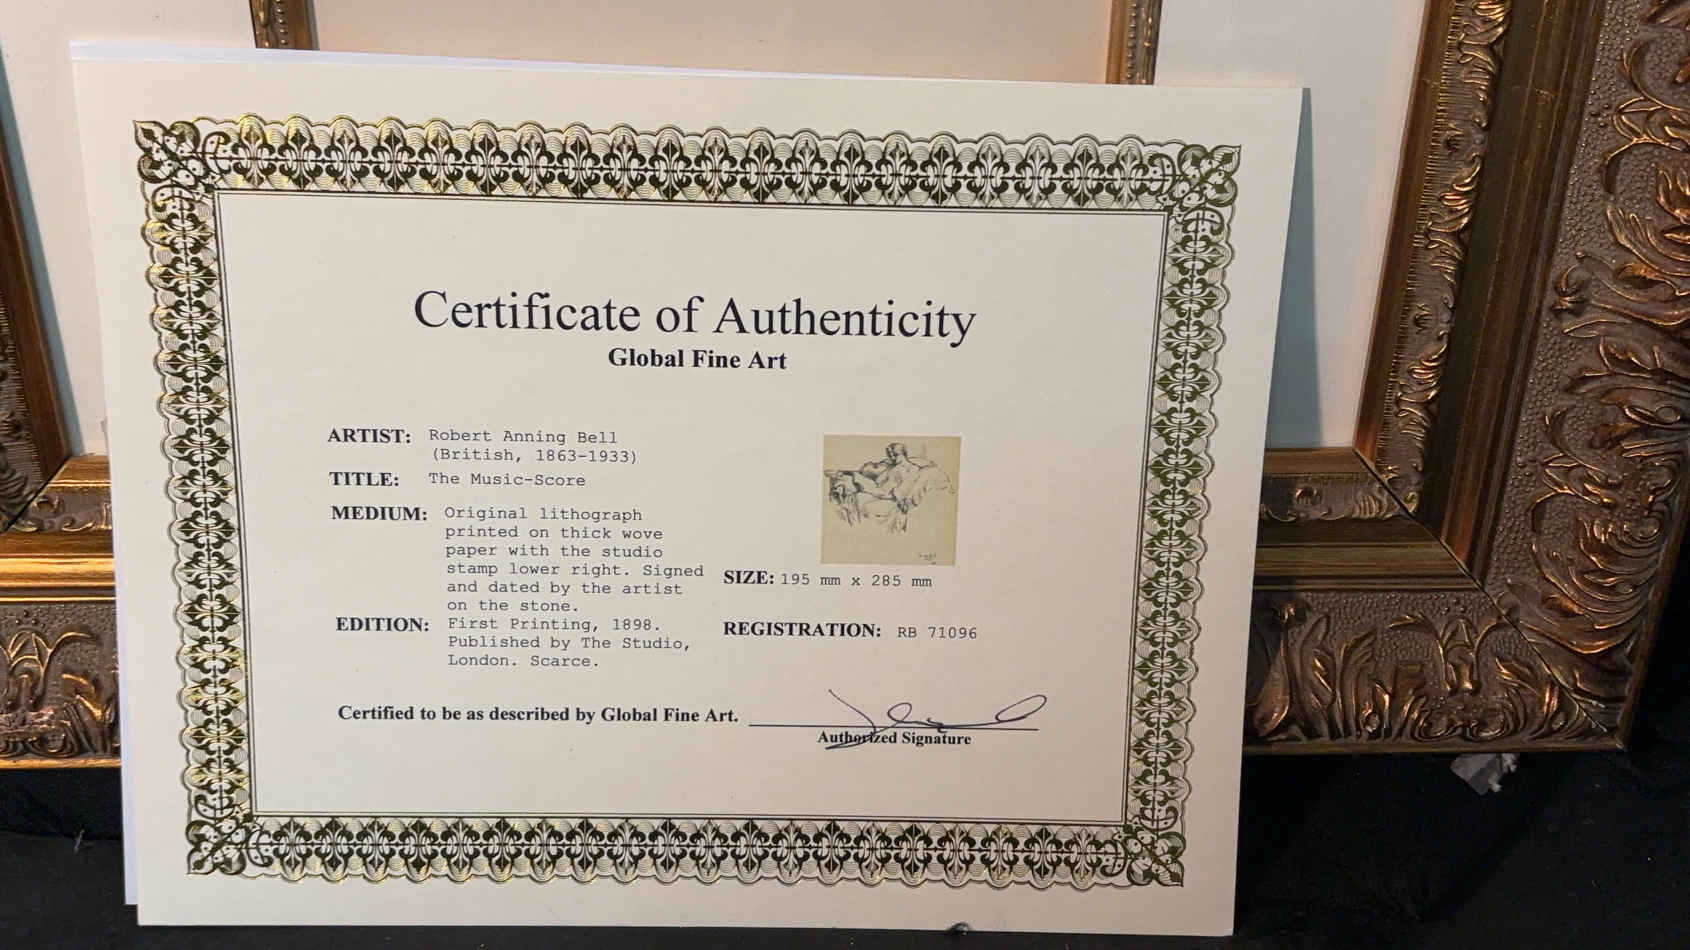 Certificate of Authenticity
Global Fine Art
ARTIST: Robert Anning Bell
(British, 1863-1933)
TITLE: The Music-Score
MEDIUM: Original lithograph
printed on thick wove
paper with the studio
stamp lower right. Signed
and dated by the artist
on the stone.
EDITION: First Printing, 1898.
Published by The Studio,
London. Scarce.
SIZE: 195 mm x 285 mm
REGISTRATION: RB 71096
Certified to be as described by Global Fine Art.
Authorized Signature